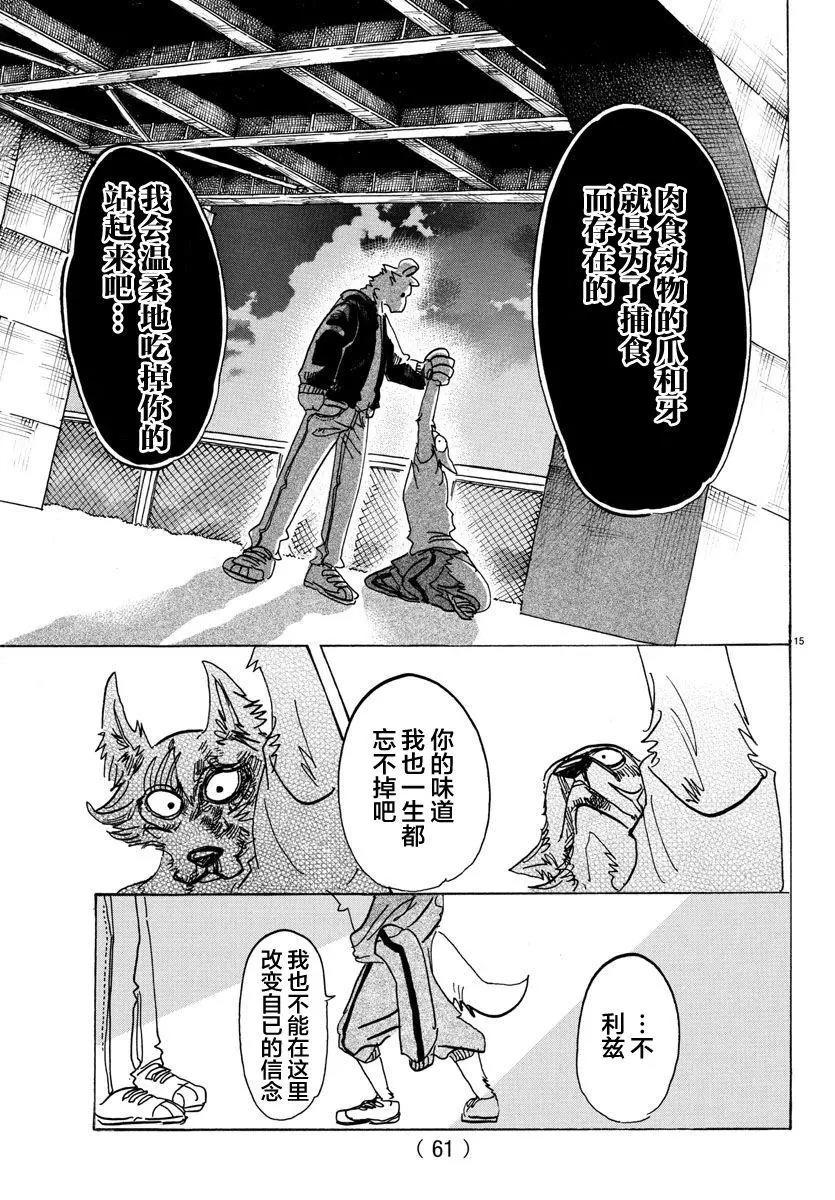 肉食动物的爪和牙
就是为了捕食
而存在的
我会温柔地吃掉你的
站起来吧…
15
你的味道
我也一生都
忘不掉吧
…不
利兹
我也不能在这里
改变自己的信念
(61)